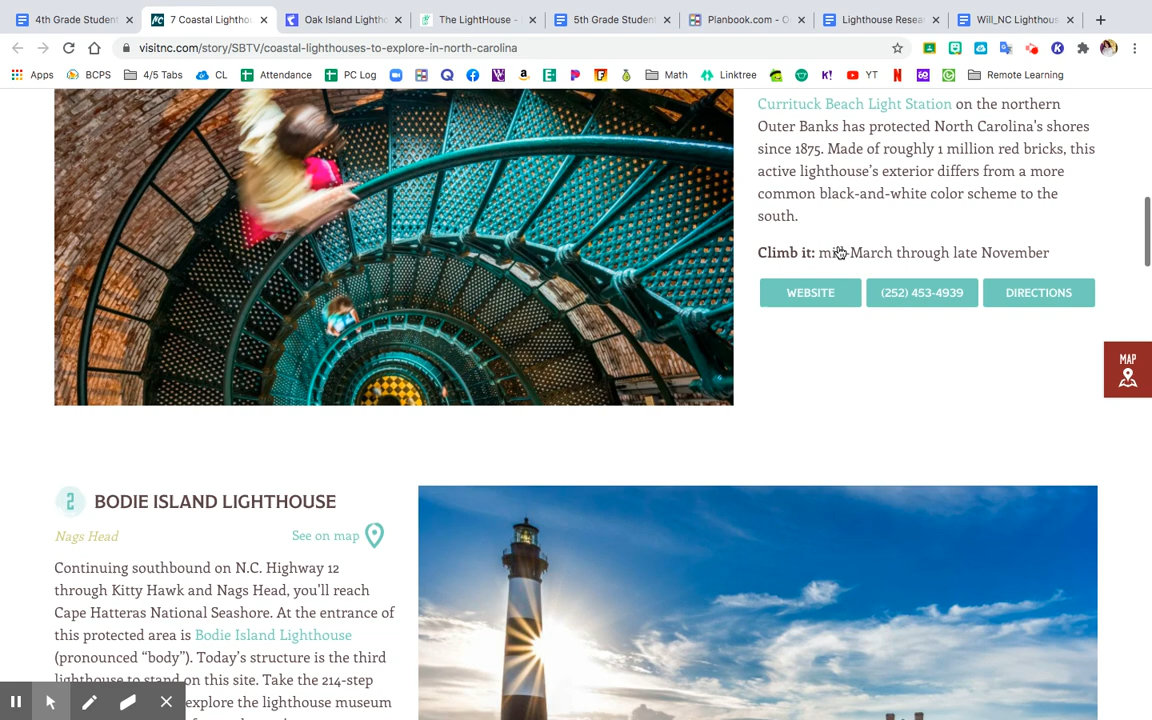 4th Grade Student
7 Coastal Lightho
Oak Island Lightho
The LightHouse -
5th Grade Student
Planbook.com - O
Lighthouse Resea
Will_NC Lighthous
visitnc.com/story/SBTV/coastal-lighthouses-to-explore-in-north-carolina
Apps
BCPS
4/5 Tabs
CL
Attendance
PC Log
Math
Linktree
K!
YT
Remote Learning
Currituck Beach Light Station on the northern
Outer Banks has protected North Carolina's shores
since 1875. Made of roughly 1 million red bricks, this
active lighthouse's exterior differs from a more
common black-and-white color scheme to the
south.
Climb it: mid-March through late November
WEBSITE
(252) 453-4939
DIRECTIONS
MAP
2 BODIE ISLAND LIGHTHOUSE
Nags Head
See on map
Continuing southbound on N.C. Highway 12
through Kitty Hawk and Nags Head, you'll reach
Cape Hatteras National Seashore. At the entrance of
this protected area is Bodie Island Lighthouse
(pronounced “body”). Today's structure is the third
lighthouse to stand on this site. Take the 214-step
explore the lighthouse museum